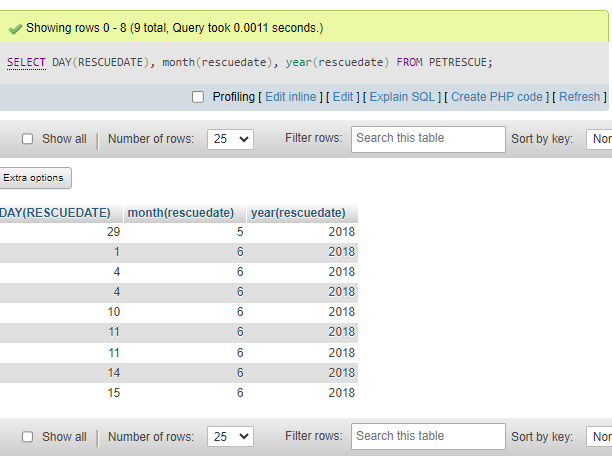 Showing rows 0 - 8 (9 total, Query took 0.0011 seconds.)
SELECT DAY(RESCUEDATE), month(rescuedate), year(rescuedate) FROM PETRESCUE;
Profiling [ Edit inline ] [ Edit ] [ Explain SQL ] [ Create PHP code ] [ Refresh ]
Show all | Number of rows: 25 Filter rows: Search this table Sort by key: Non
Extra options
DAY(RESCUEDATE) month(rescuedate) year(rescuedate)
29 5 2018
1 6 2018
4 6 2018
4 6 2018
10 6 2018
11 6 2018
11 6 2018
14 6 2018
15 6 2018
Show all | Number of rows: 25 Filter rows: Search this table Sort by key: Non